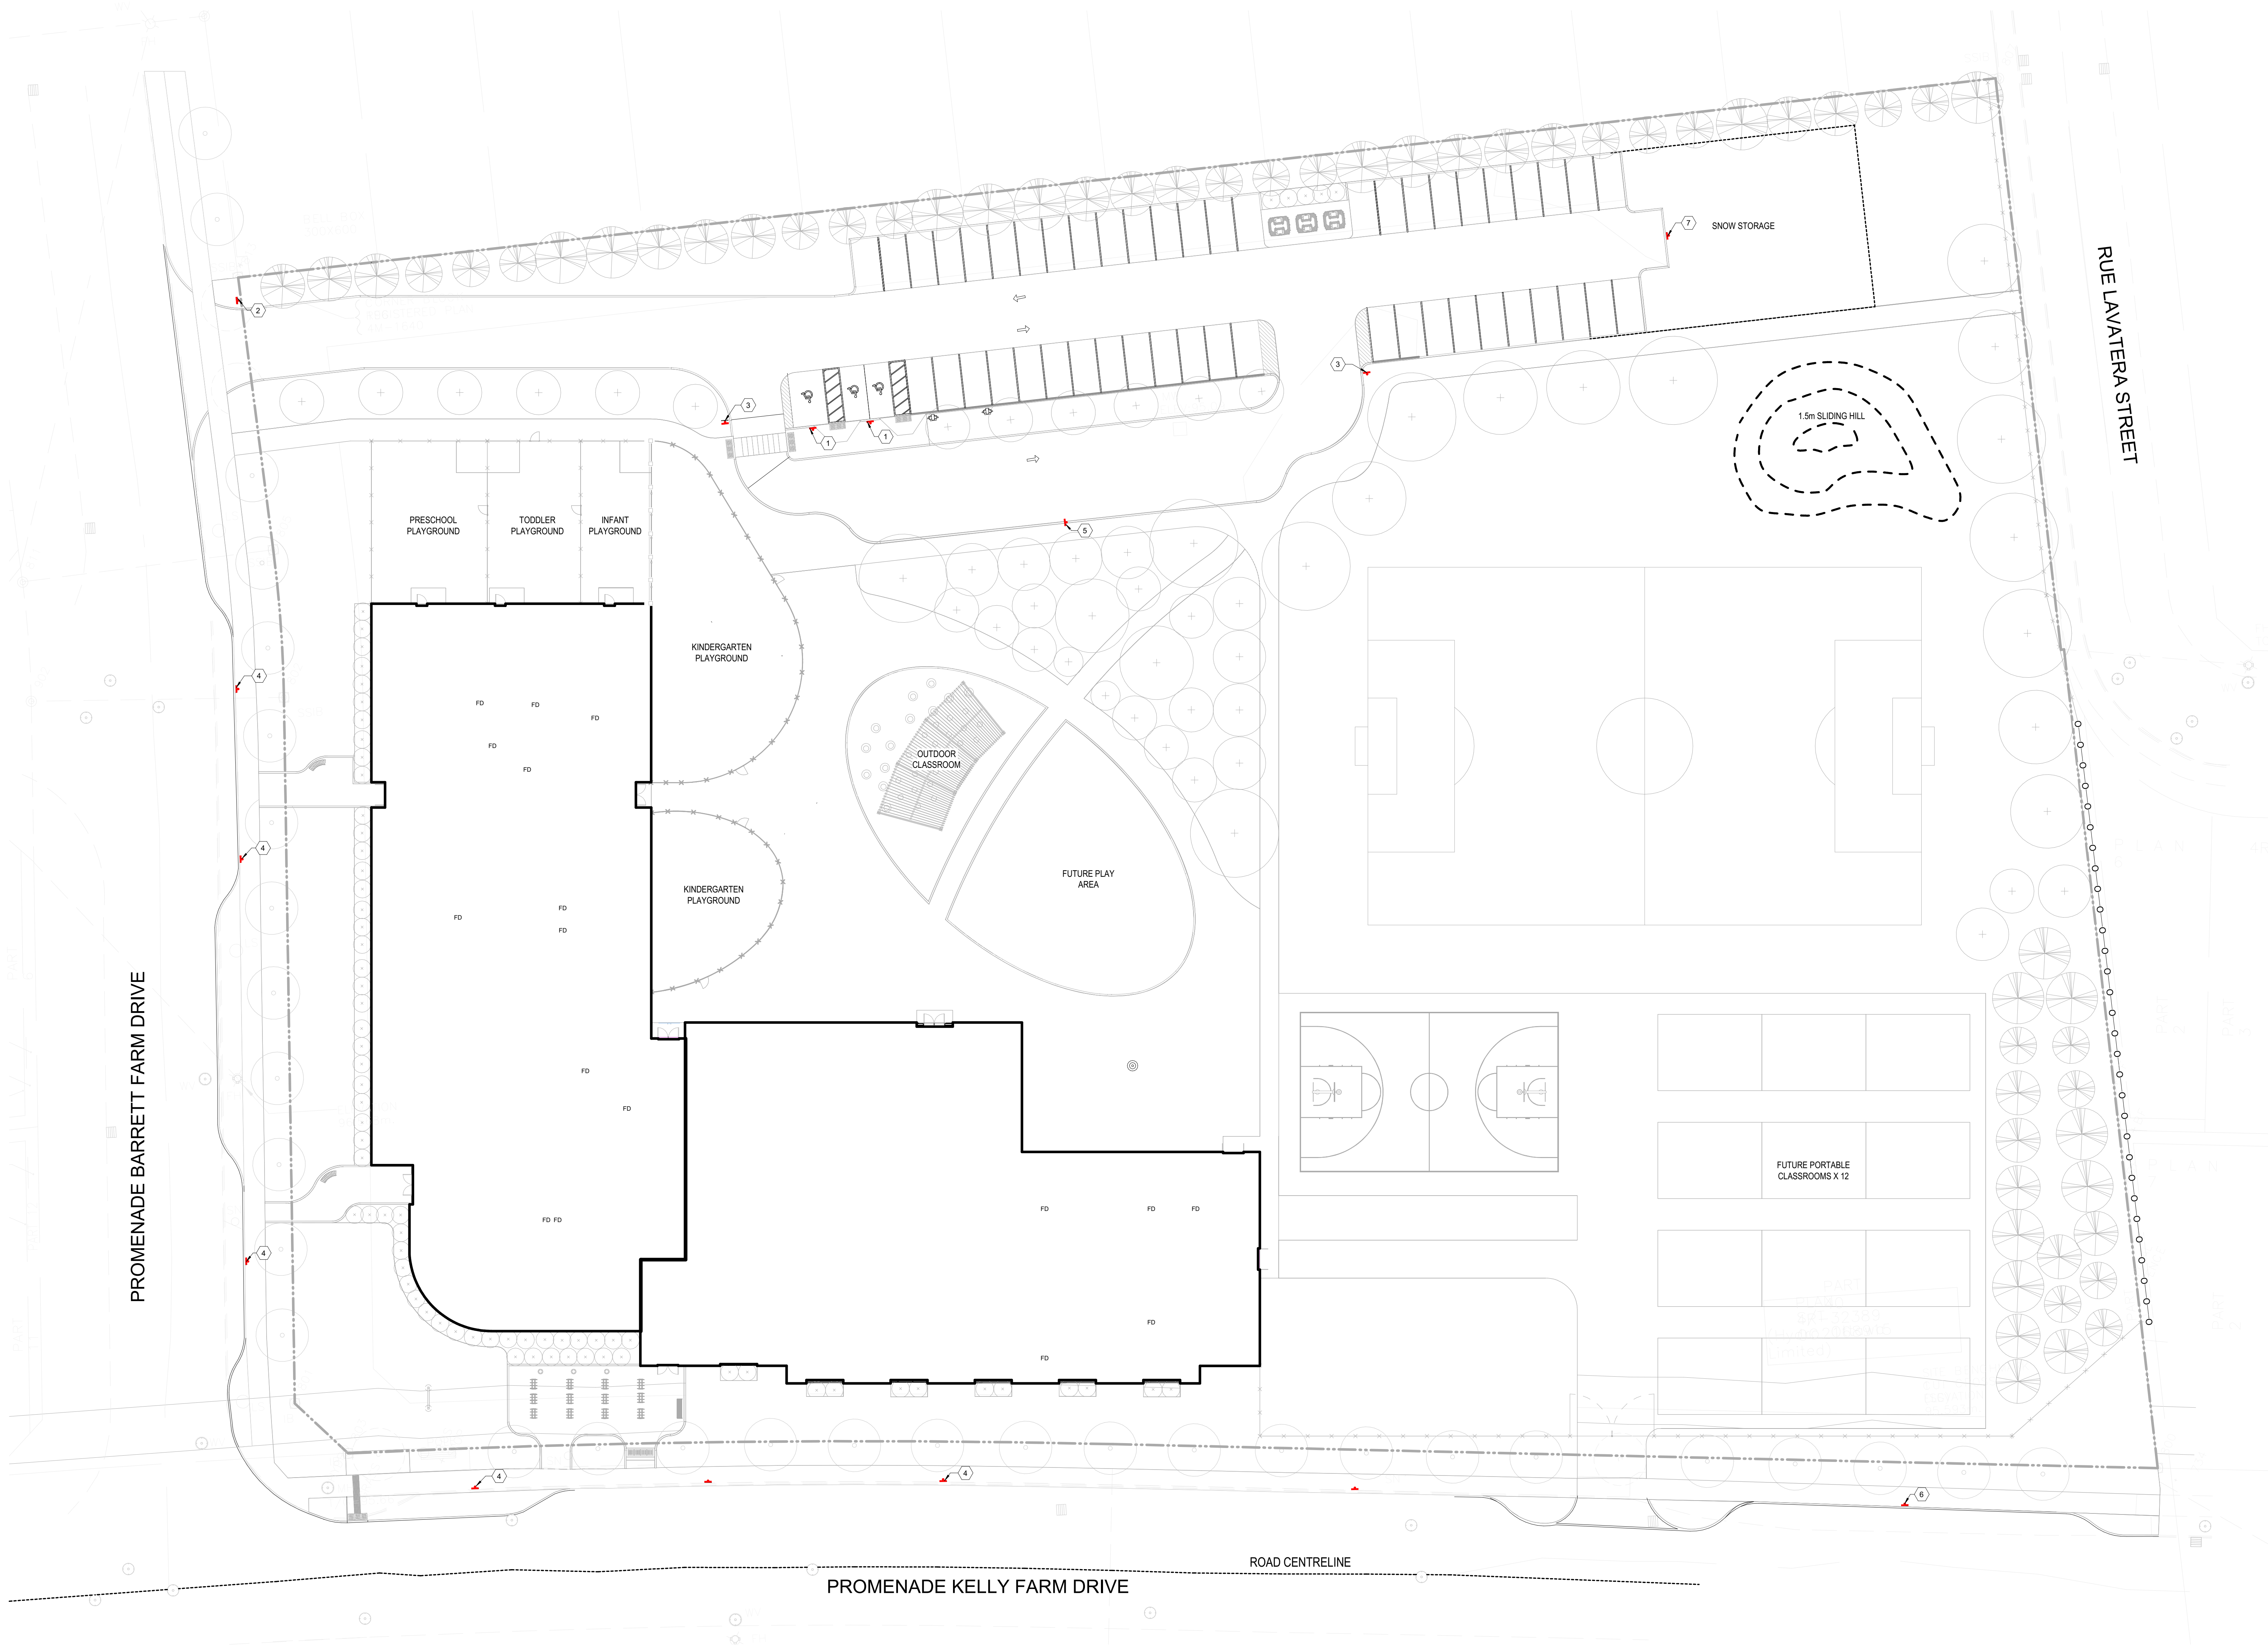 RUE LAVATERA STREET
7
SNOW STORAGE
2
3
3
1
1
1.5m SLIDING HILL
5
PRESCHOOL
PLAYGROUND
TODDLER
PLAYGROUND
INFANT
PLAYGROUND
KINDERGARTEN
PLAYGROUND
4
FD
FD
FD
FD
FD
OUTDOOR
CLASSROOM
4
FUTURE PLAY
AREA
KINDERGARTEN
PLAYGROUND
FD
FD
FD
PROMENADE BARRETT FARM DRIVE
FD
FD
FUTURE PORTABLE
CLASSROOMS X 12
FD FD
FD
FD
FD
4
FD
FD
4
4
6
ROAD CENTRELINE
PROMENADE KELLY FARM DRIVE